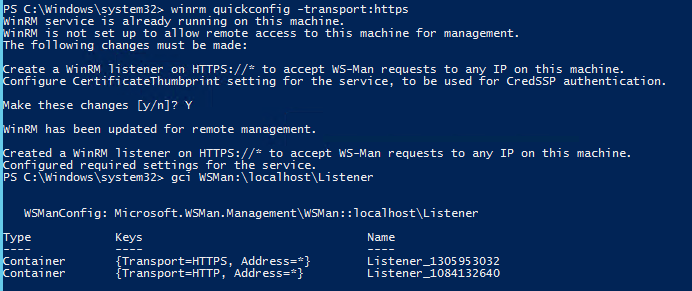 PS C:\Windows\system32> winrm quickconfig -transport:https
WinRM service is already running on this machine.
WinRM is not set up to allow remote access to this machine for management.
The following changes must be made:
Create a WinRM listener on HTTPS://* to accept WS-Man requests to any IP on this machine.
Configure CertificateThumbprint setting for the service, to be used for CredSSP authentication.
Make these changes [y/n]? Y
WinRM has been updated for remote management.
Created a WinRM listener on HTTPS://* to accept WS-Man requests to any IP on this machine.
Configured required settings for the service.
PS C:\Windows\system32> gci WSMan:\localhost\Listener
WSManConfig: Microsoft.WSMan.Management\WSMan::localhost\Listener
Type Keys Name
---- ---- ----
Container {Transport=HTTPS, Address=*} Listener_1305953032
Container {Transport=HTTP, Address=*} Listener_1084132640